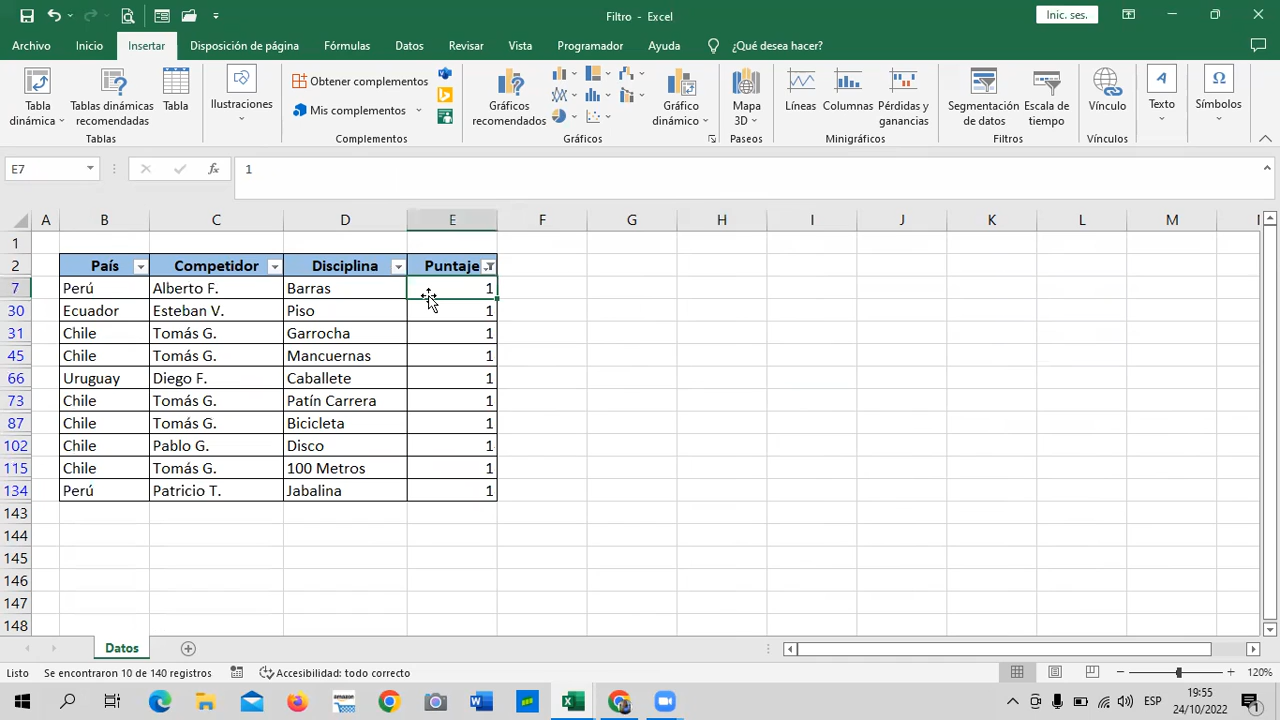 Filtro - Excel
Inic. ses.
Archivo Inicio Insertar Disposición de página Fórmulas Datos Revisar Vista Programador Ayuda ¿Qué desea hacer?
Tabla dinámica
Tablas dinámicas recomendadas
Tabla
Tablas
Ilustraciones
Obtener complementos
Mis complementos
Complementos
Gráficos recomendados
Gráfico dinámico
Gráficos
Mapa 3D
Paseos
Líneas
Columnas
Pérdidas y ganancias
Minigráficos
Segmentación de datos
Escala de tiempo
Filtros
Vínculo
Vínculos
Texto
Símbolos
E7 fx 1
A B C D E F G H I J K L M
1
2 País Competidor Disciplina Puntaje
7 Perú Alberto F. Barras 1
30 Ecuador Esteban V. Piso 1
31 Chile Tomás G. Garrocha 1
45 Chile Tomás G. Mancuernas 1
66 Uruguay Diego F. Caballete 1
73 Chile Tomás G. Patín Carrera 1
87 Chile Tomás G. Bicicleta 1
102 Chile Pablo G. Disco 1
115 Chile Tomás G. 100 Metros 1
134 Perú Patricio T. Jabalina 1
143
144
145
146
147
148
Datos
Listo Se encontraron 10 de 140 registros Accesibilidad: todo correcto 120%
ESP 19:55
24/10/2022